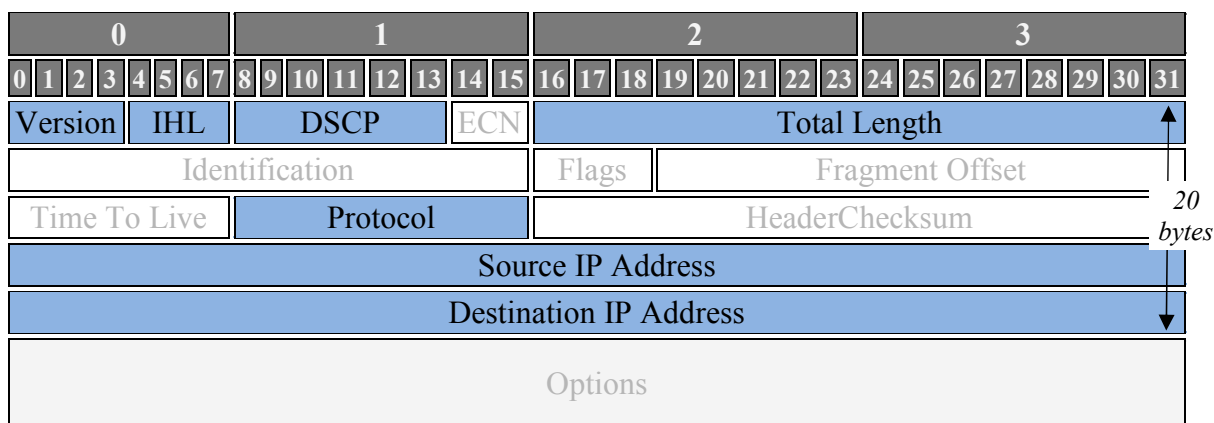 0 1 2 3
0 1 2 3 4 5 6 7 8 9 10 11 12 13 14 15 16 17 18 19 20 21 22 23 24 25 26 27 28 29 30 31
Version IHL DSCP ECN Total Length
Identification Flags Fragment Offset
Time To Live Protocol HeaderChecksum
20
bytes
Source IP Address
Destination IP Address
Options